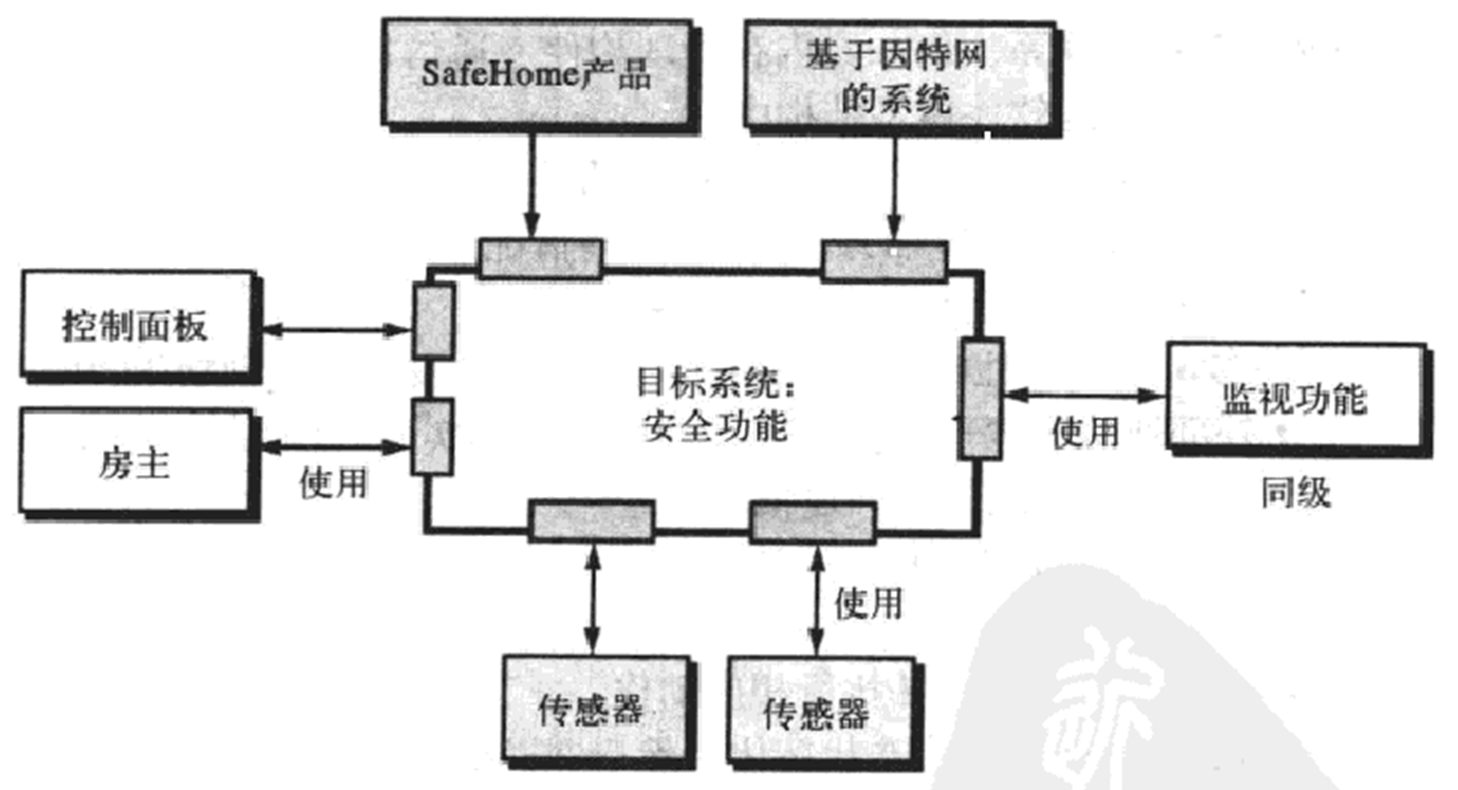 SafeHome产品
基于因特网
的系统
控制面板
目标系统：
安全功能
监视功能
使用
房主
使用
同级
使用
传感器
传感器